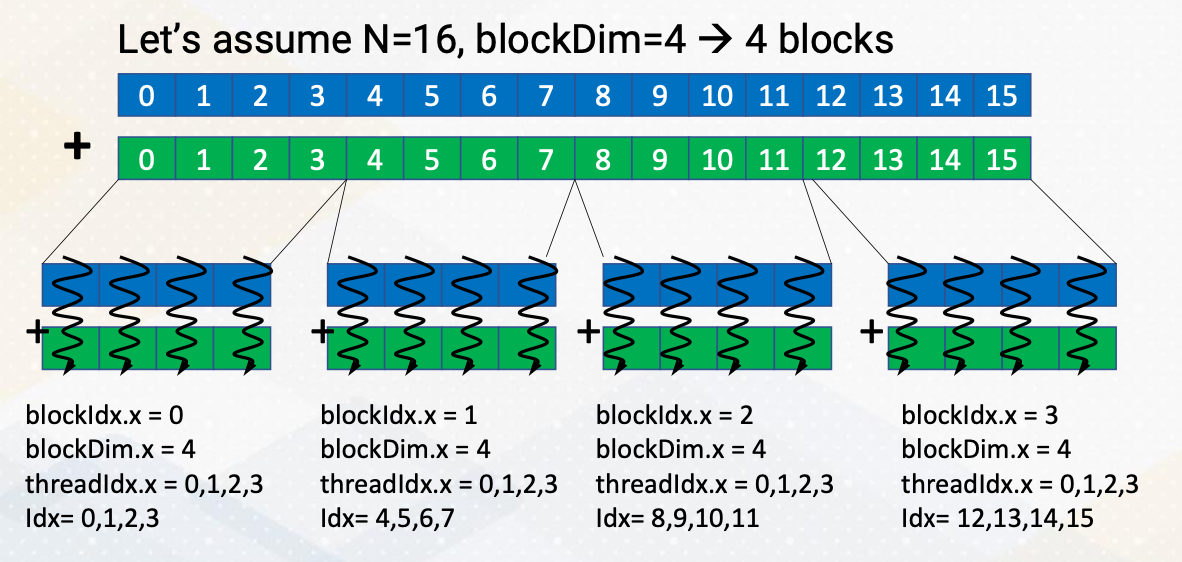 Let's assume N=16, blockDim=4 → 4 blocks
0 1 2 3 4 5 6 7 8 9 10 11 12 13 14 15
+
0 1 2 3 4 5 6 7 8 9 10 11 12 13 14 15
+ + + +
blockIdx.x = 0
blockDim.x = 4
threadIdx.x = 0,1,2,3
Idx= 0,1,2,3
blockIdx.x = 1
blockDim.x = 4
threadIdx.x = 0,1,2,3
Idx= 4,5,6,7
blockIdx.x = 2
blockDim.x = 4
threadIdx.x = 0,1,2,3
Idx= 8,9,10,11
blockIdx.x = 3
blockDim.x = 4
threadIdx.x = 0,1,2,3
Idx= 12,13,14,15